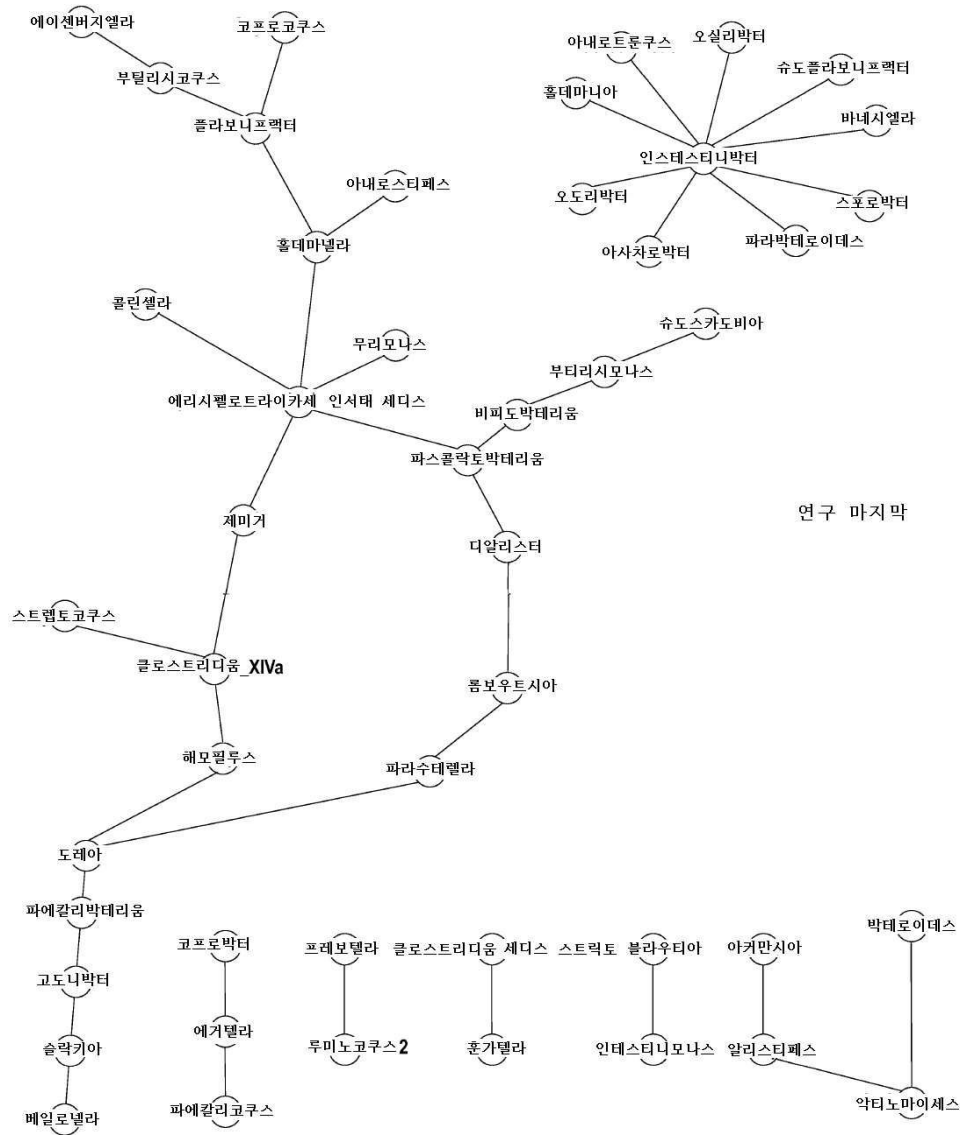 에이센버지엘라
코프로코쿠스
부틸리시코쿠스
플라보니프랙터
아내로스티페스
홀데마넬라
콜린셀라
무리모나스
에리시펠로트라이카세 인서태 세디스
슈도스카도비아
부티리시모나스
비피도박테리움
파스콜락토박테리움
제미거
디알리스터
스트렙토코쿠스
클로스트리디움_XIVa
롬보우트시아
해모필루스
파라수테렐라
도레아
파에칼리박테리움
고도니박터
슬락키아
베일로넬라
아내로트룬쿠스
오실리박터
슈도플라보니프랙터
홀데마니아
바네시엘라
인스테스티니박터
오도리박터
스포로박터
아사차로박터
파라박테로이데스
연구 마지막
코프로박터
에거텔라
파에칼리코쿠스
프레보텔라
루미노코쿠스2
클로스트리디움 세디스 스트릭토
훈가텔라
블라우티아
인테스티니모나스
아커만시아
알리스티페스
박테로이데스
악티노마이세스